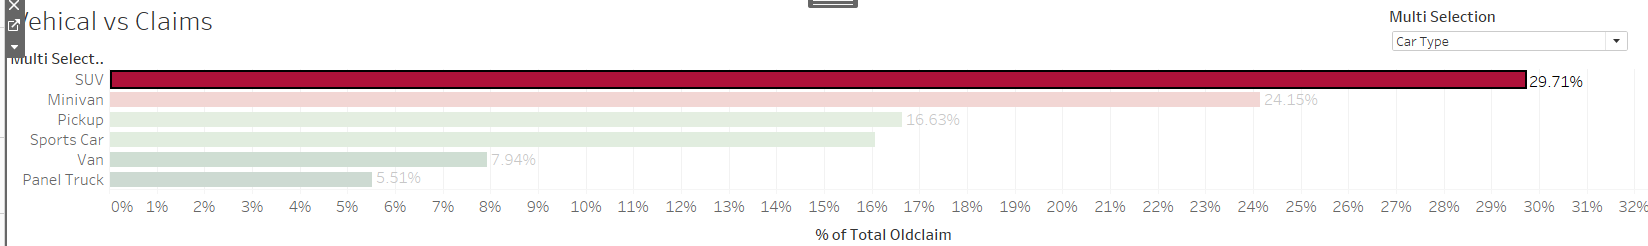 Vehical vs Claims
Multi Selection
Car Type
Multi Select..
SUV 29.71%
Minivan 24.15%
Pickup 16.63%
Sports Car
Van 7.94%
Panel Truck 5.51%
0% 1% 2% 3% 4% 5% 6% 7% 8% 9% 10% 11% 12% 13% 14% 15% 16% 17% 18% 19% 20% 21% 22% 23% 24% 25% 26% 27% 28% 29% 30% 31% 32%
% of Total Oldclaim